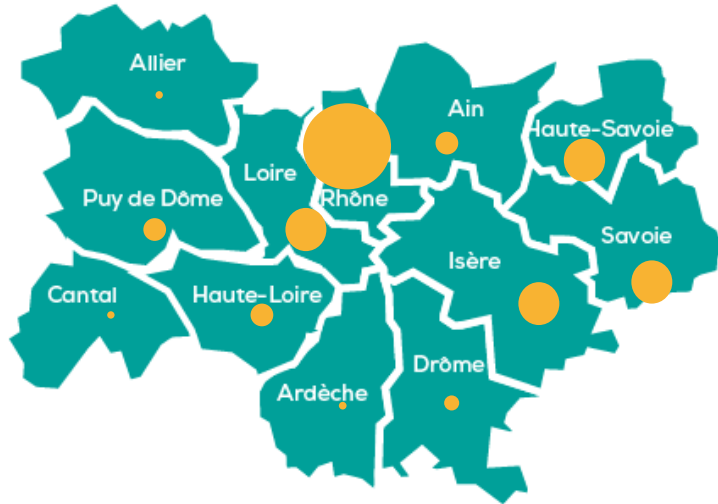 Allier
Ain
Haute-Savoie
Loire
Puy de Dôme
Rhône
Savoie
Isère
Cantal
Haute-Loire
Drôme
Ardèche